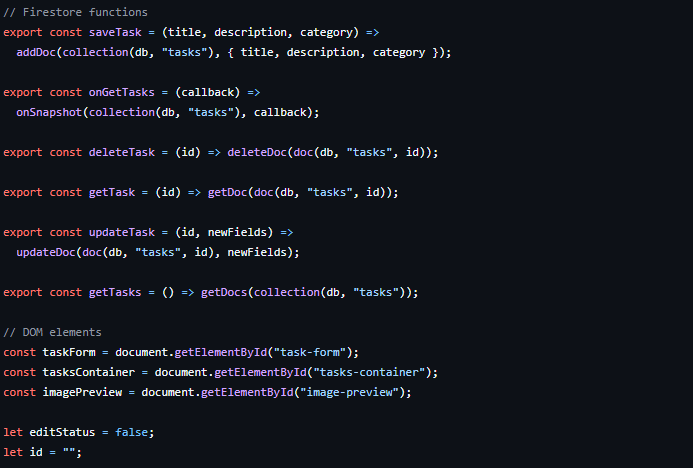 // Firestore functions
export const saveTask = (title, description, category) =>
  addDoc(collection(db, "tasks"), { title, description, category });

export const onGetTasks = (callback) =>
  onSnapshot(collection(db, "tasks"), callback);

export const deleteTask = (id) => deleteDoc(doc(db, "tasks", id));

export const getTask = (id) => getDoc(doc(db, "tasks", id));

export const updateTask = (id, newFields) =>
  updateDoc(doc(db, "tasks", id), newFields);

export const getTasks = () => getDocs(collection(db, "tasks"));

// DOM elements
const taskForm = document.getElementById("task-form");
const tasksContainer = document.getElementById("tasks-container");
const imagePreview = document.getElementById("image-preview");

let editStatus = false;
let id = "";